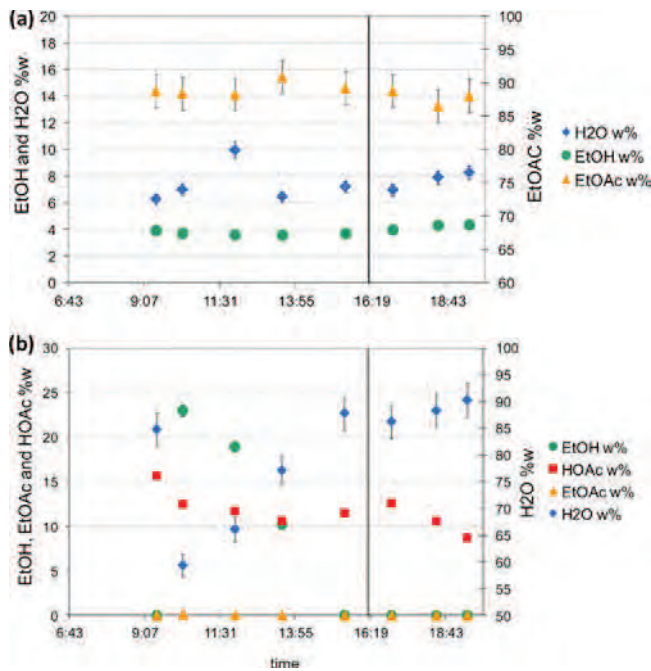 (a)
20
18
16
14
12
10
8
6
4
2
0
EtOH and H2O %w
100
95
90
85
80
75
70
65
60
EtOAC %w
6:43 9:07 11:31 13:55 16:19 18:43
H2O w%
EtOH w%
EtOAc w%
(b)
30
25
20
15
10
5
0
EtOH, EtOAc and HOAc %w
100
95
90
85
80
75
70
65
60
55
50
H2O %w
6:43 9:07 11:31 13:55 16:19 18:43
time
EtOH w%
HOAc w%
EtOAc w%
H2O w%